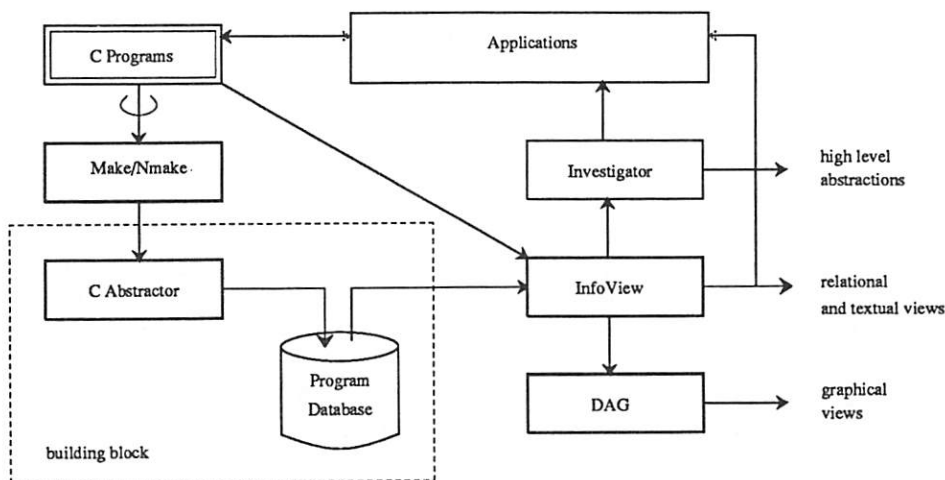 C Programs
Applications
Make/Nmake
Investigator
high level
abstractions
C Abstractor
InfoView
relational
and textual views
Program
Database
DAG
graphical
views
building block